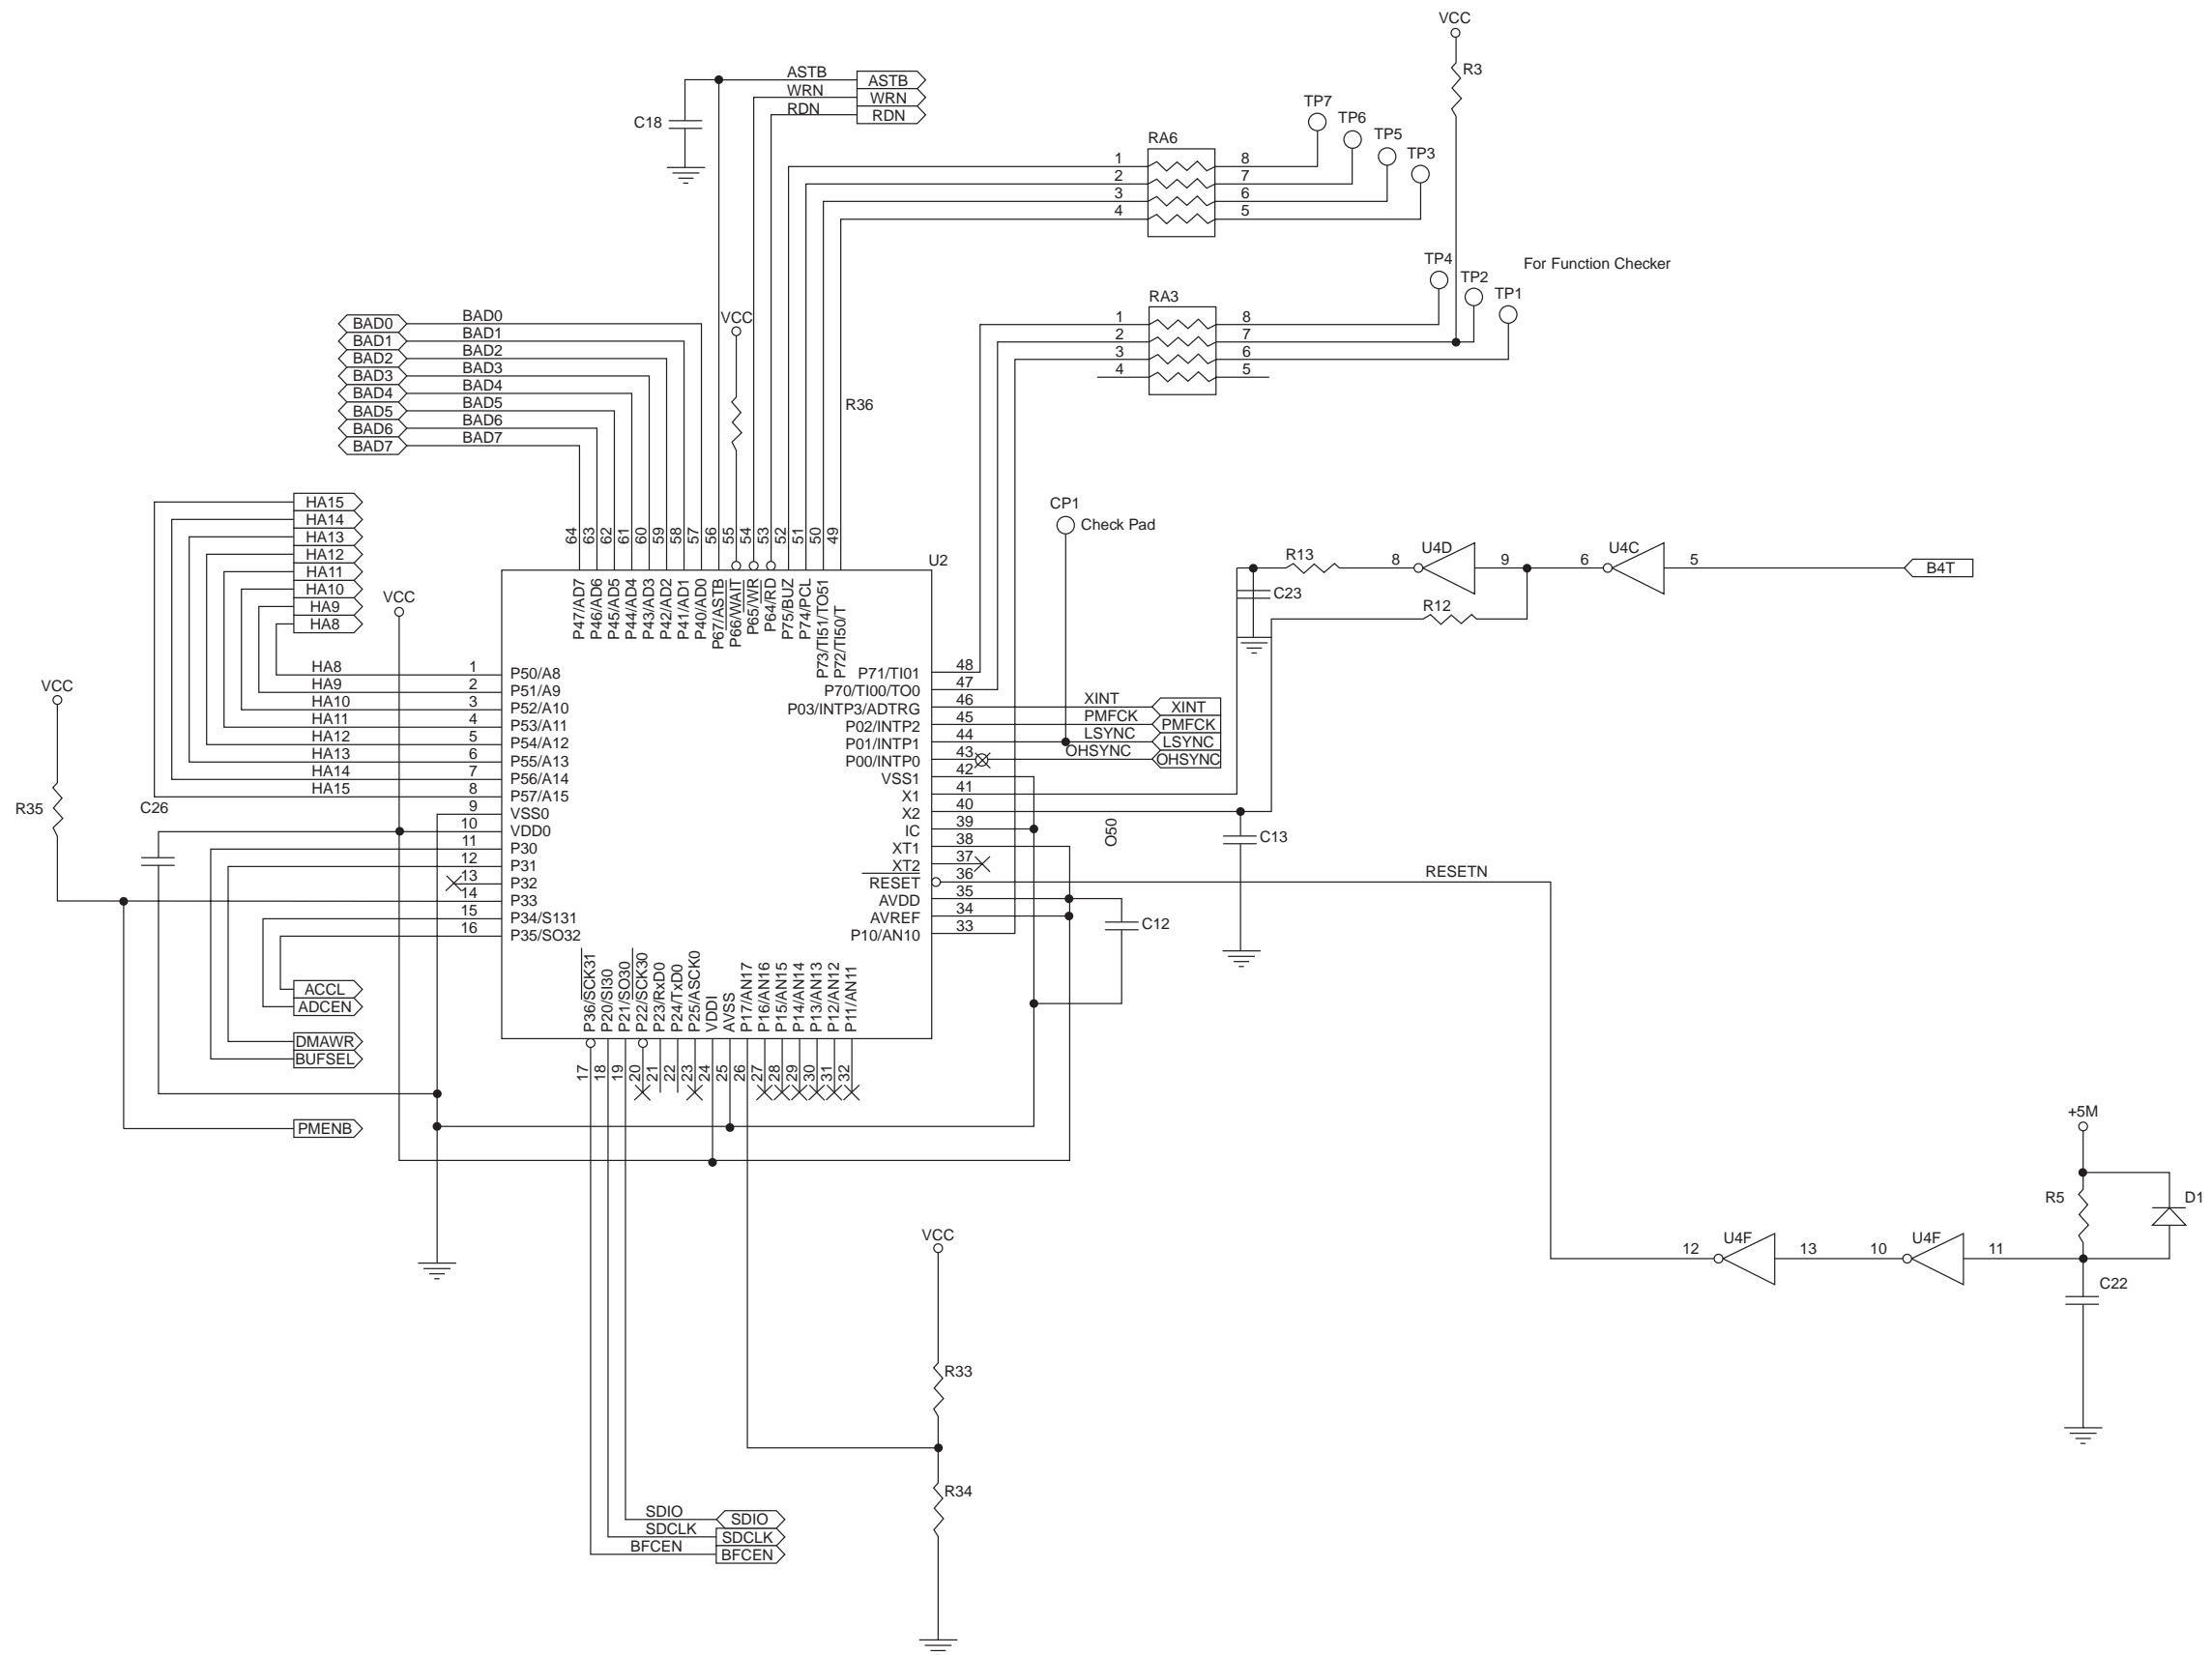 VCC
R3
ASTB
ASTB
WRN
WRN
RDN
RDN
C18
TP7
TP6
TP5
TP3
RA6
1 8
2 7
3 6
4 5
For Function Checker
TP4
TP2
TP1
RA3
1 8
2 7
3 6
4 5
VCC
R36
BAD0 BAD0
BAD1 BAD1
BAD2 BAD2
BAD3 BAD3
BAD4 BAD4
BAD5 BAD5
BAD6 BAD6
BAD7 BAD7
HA15
HA14
HA13
HA12
HA11
HA10
HA9
HA8
VCC
CP1
Check Pad
R13
8
U4D
9
6
U4C
5
B4T
C23
R12
U2
64 63 62 61 60 59 58 57 56 55 54 53 52 51 50 49
P47/AD7
P46/AD6
P45/AD5
P44/AD4
P43/AD3
P42/AD2
P41/AD1
P40/AD0
P67/ASTB
P66/WAIT
P65/WR
P64/RD
P75/BUZ
P74/PCL
P73/TI51/TO51
P72/TI50/T
HA8 1 P50/A8
HA9 2 P51/A9
HA10 3 P52/A10
HA11 4 P53/A11
HA12 5 P54/A12
HA13 6 P55/A13
HA14 7 P56/A14
HA15 8 P57/A15
9 VSS0
10 VDD0
11 P30
12 P31
13 P32
14 P33
15 P34/S131
16 P35/SO32
VCC
R35
C26
P71/TI01 48
P70/TI00/TO0 47
P03/INTP3/ADTRG 46 XINT XINT
P02/INTP2 45 PMFCK PMFCK
P01/INTP1 44 LSYNC LSYNC
P00/INTP0 43 OHSYNC OHSYNC
VSS1 42
X1 41
X2 40
IC 39
XT1 38
XT2 37
RESET 36 RESETN
AVDD 35
AVREF 34
P10/AN10 33
O50
C13
C12
P36/SCK31
P20/SI30
P21/SO30
P22/SCK30
P23/RxD0
P24/TxD0
P25/ASCK0
VDDI
AVSS
P17/AN17
P16/AN16
P15/AN15
P14/AN14
P13/AN13
P12/AN12
P11/AN11
17 18 19 20 21 22 23 24 25 26 27 28 29 30 31 32
ACCL
ADCEN
DMAWR
BUFSEL
PMENB
+5M
R5
D1
12
U4F
13
10
U4F
11
C22
VCC
R33
R34
SDIO SDIO
SDCLK SDCLK
BFCEN BFCEN